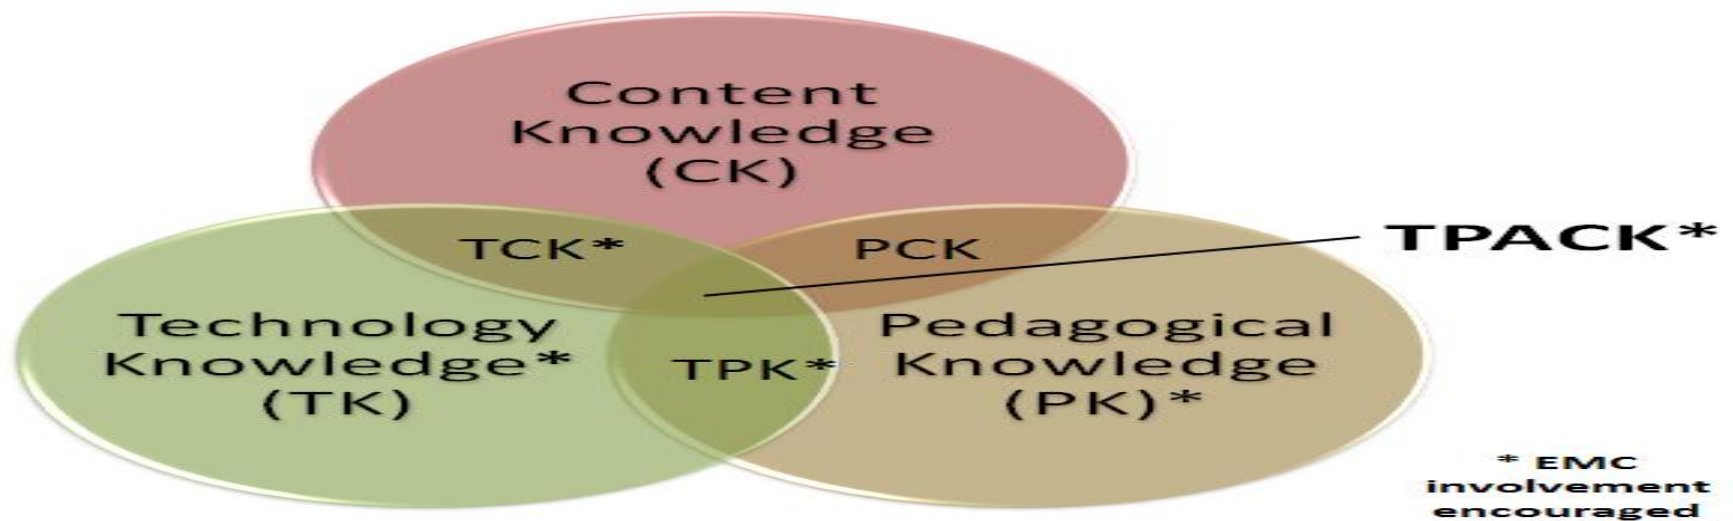 Content
Knowledge
(CK)
TCK*
PCK
TPACK*
Technology
Knowledge*
(TK)
TPK*
Pedagogical
Knowledge
(PK)*
* EMC
involvement
encouraged